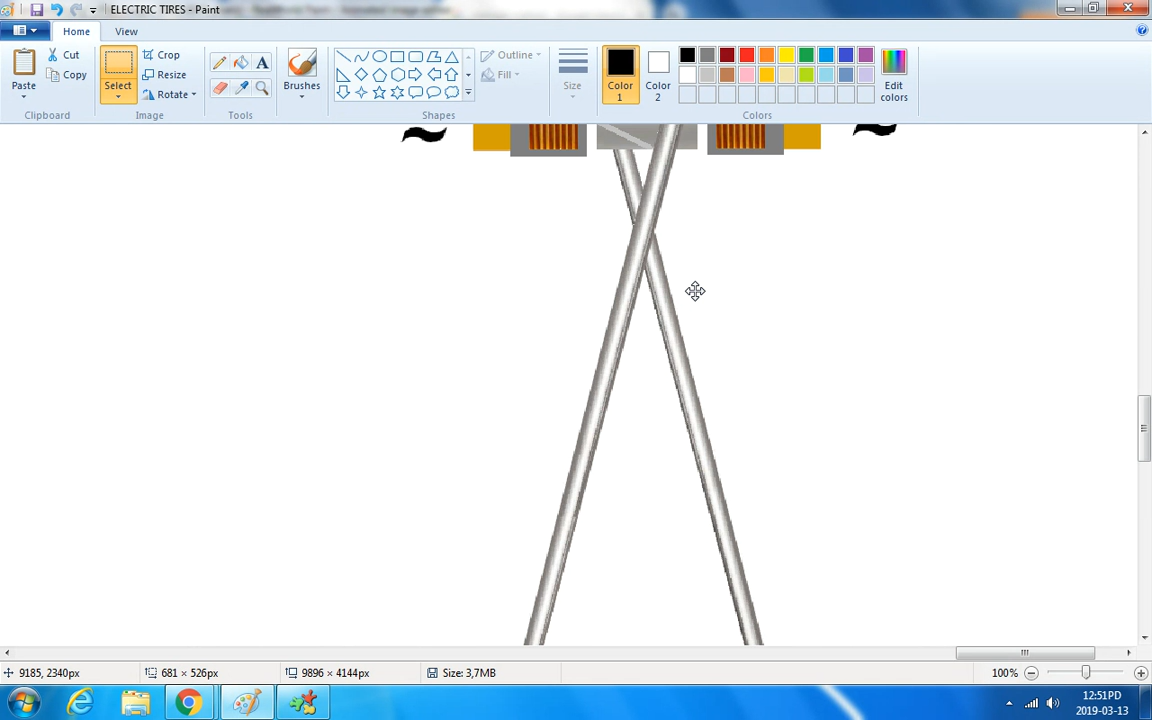 ELECTRIC TIRES - Paint
Home
View
Paste
Cut
Copy
Clipboard
Select
Crop
Resize
Rotate
Image
A
Tools
Brushes
Outline
Fill
Shapes
Size
Color 1
Color 2
Edit colors
Colors
9185, 2340px
681 × 526px
9896 × 4144px
Size: 3,7MB
100%
12:51PD
2019-03-13